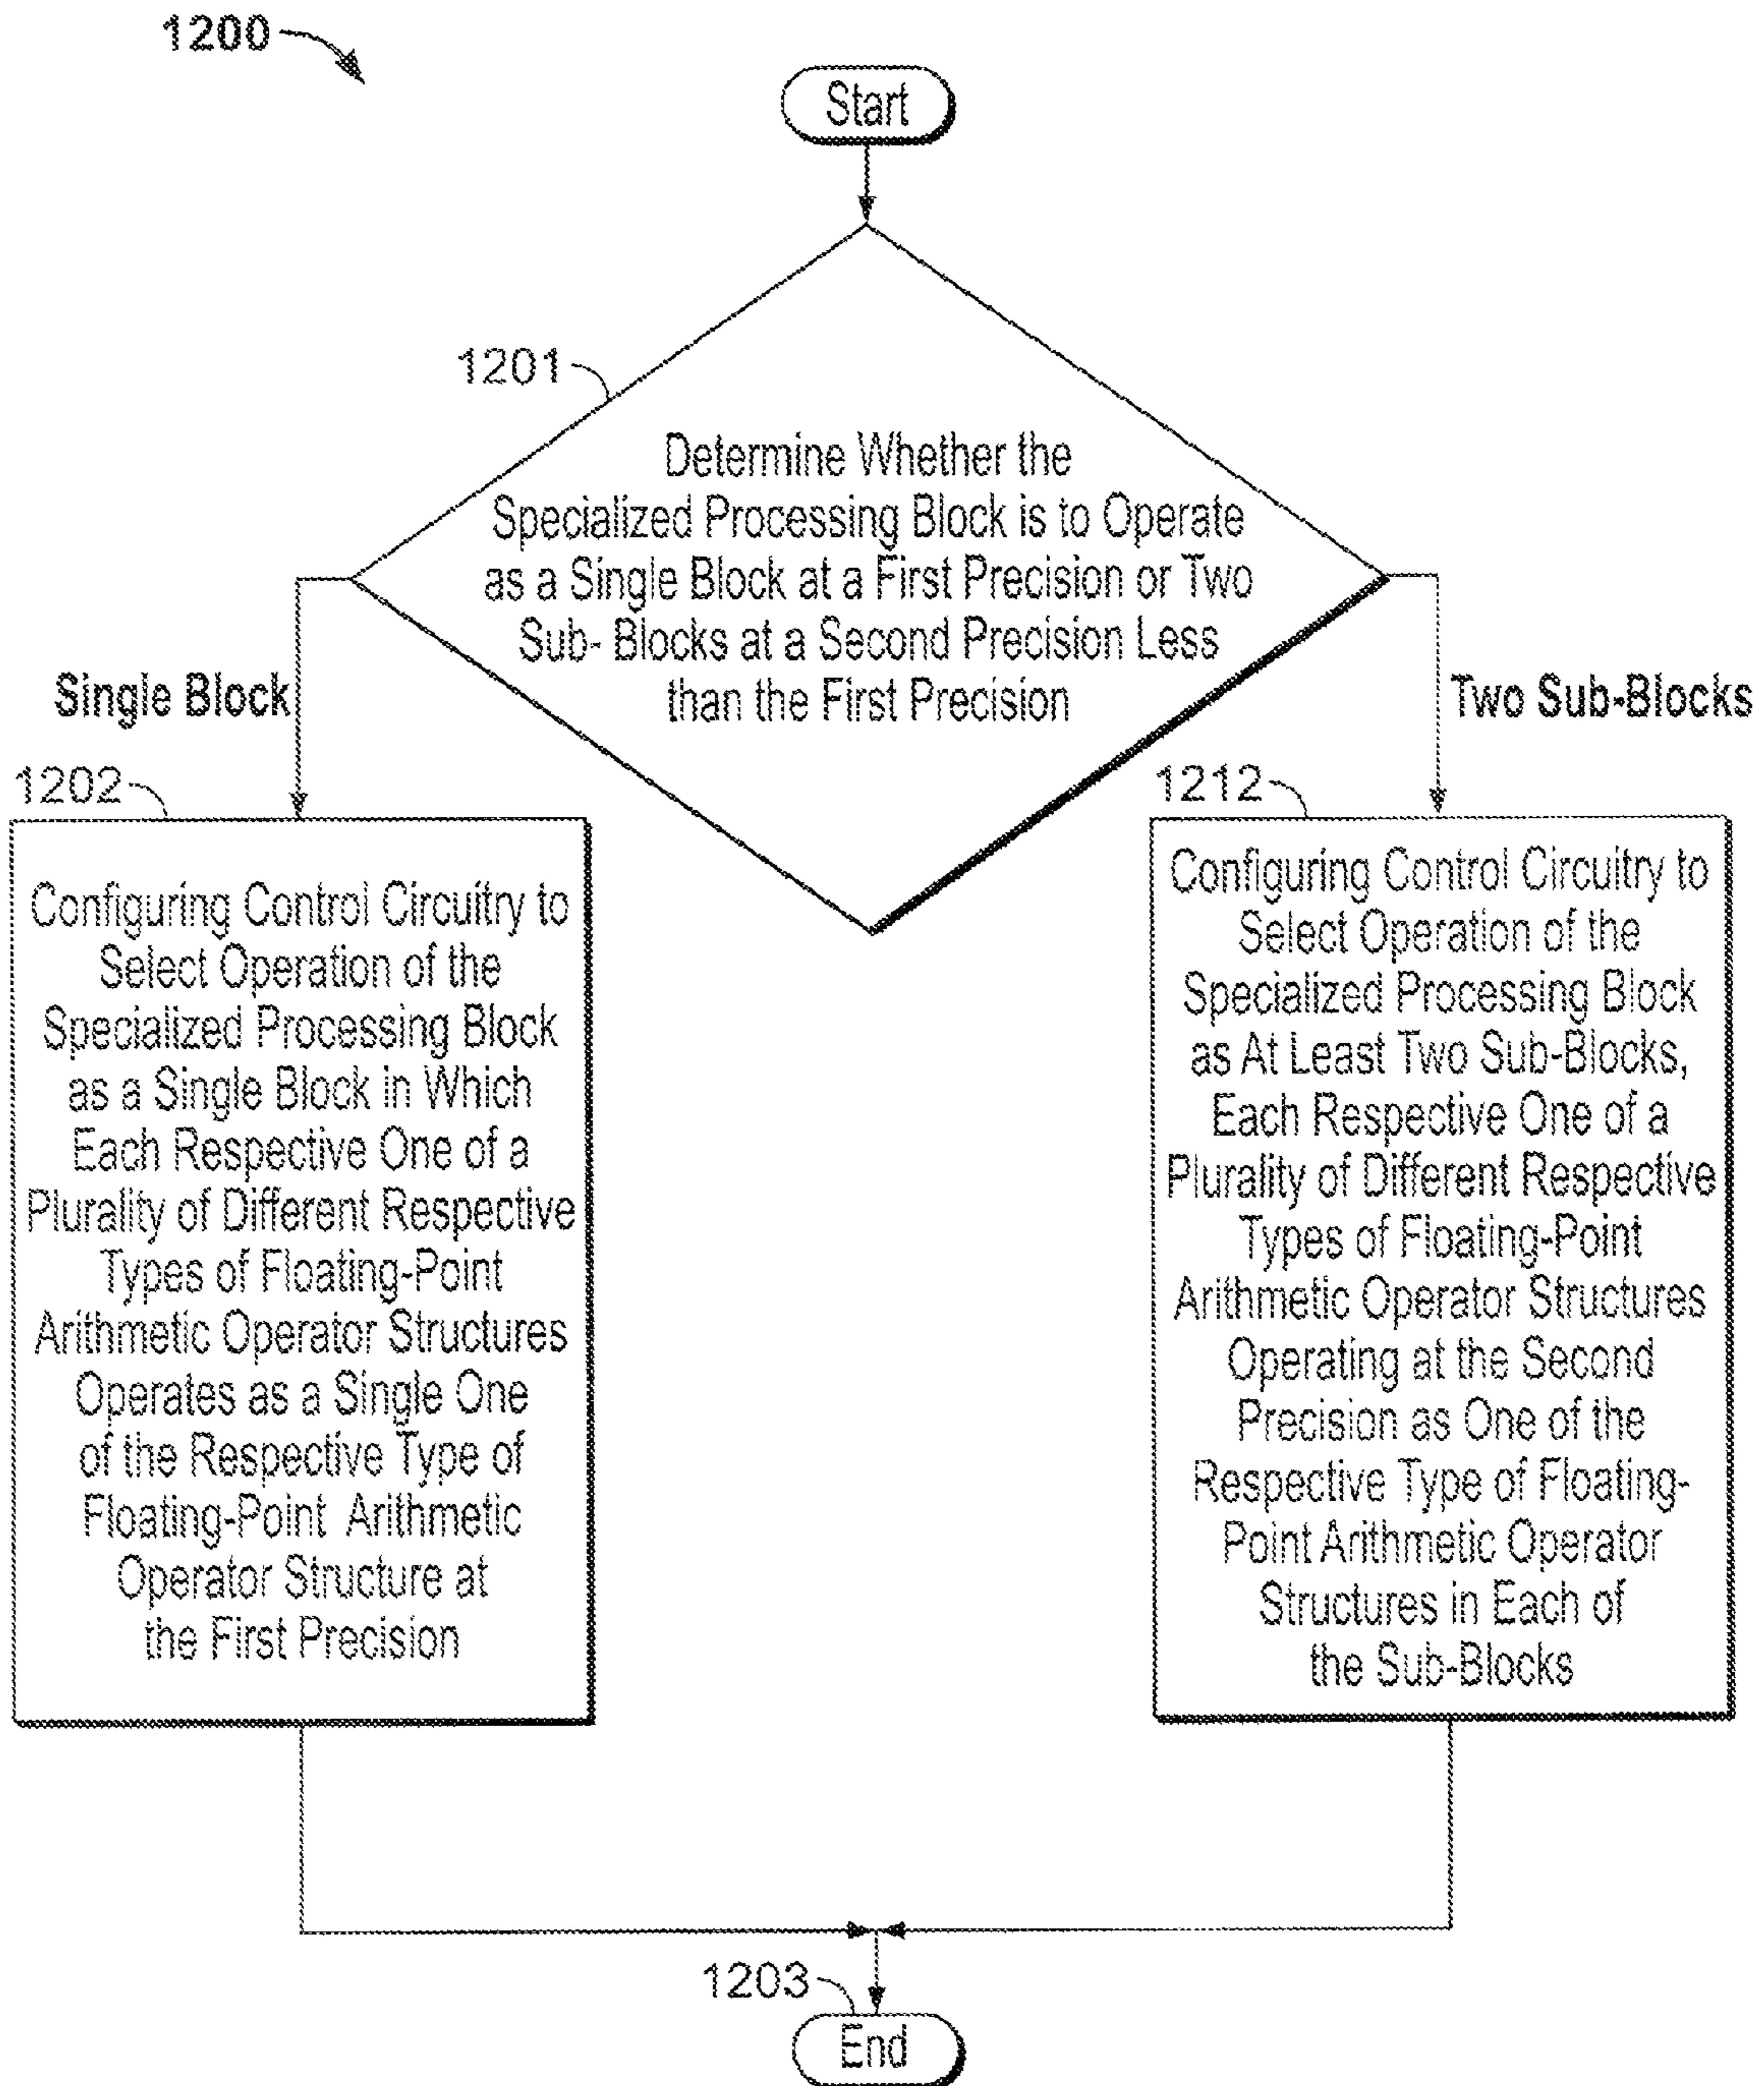 1200
Start
1201
Determine Whether the
Specialized Processing Block is to Operate
as a Single Block at a First Precision or Two
Sub- Blocks at a Second Precision Less
than the First Precision
Single Block
Two Sub-Blocks
1202
Configuring Control Circuitry to
Select Operation of the
Specialized Processing Block
as a Single Block in Which
Each Respective One of a
Plurality of Different Respective
Types of Floating-Point
Arithmetic Operator Structures
Operates as a Single One
of the Respective Type of
Floating-Point Arithmetic
Operator Structure at
the First Precision
1212
Configuring Control Circuitry to
Select Operation of the
Specialized Processing Block
as At Least Two Sub-Blocks,
Each Respective One of a
Plurality of Different Respective
Types of Floating-Point
Arithmetic Operator Structures
Operating at the Second
Precision as One of the
Respective Type of Floating-
Point Arithmetic Operator
Structures in Each of
the Sub-Blocks
1203
End